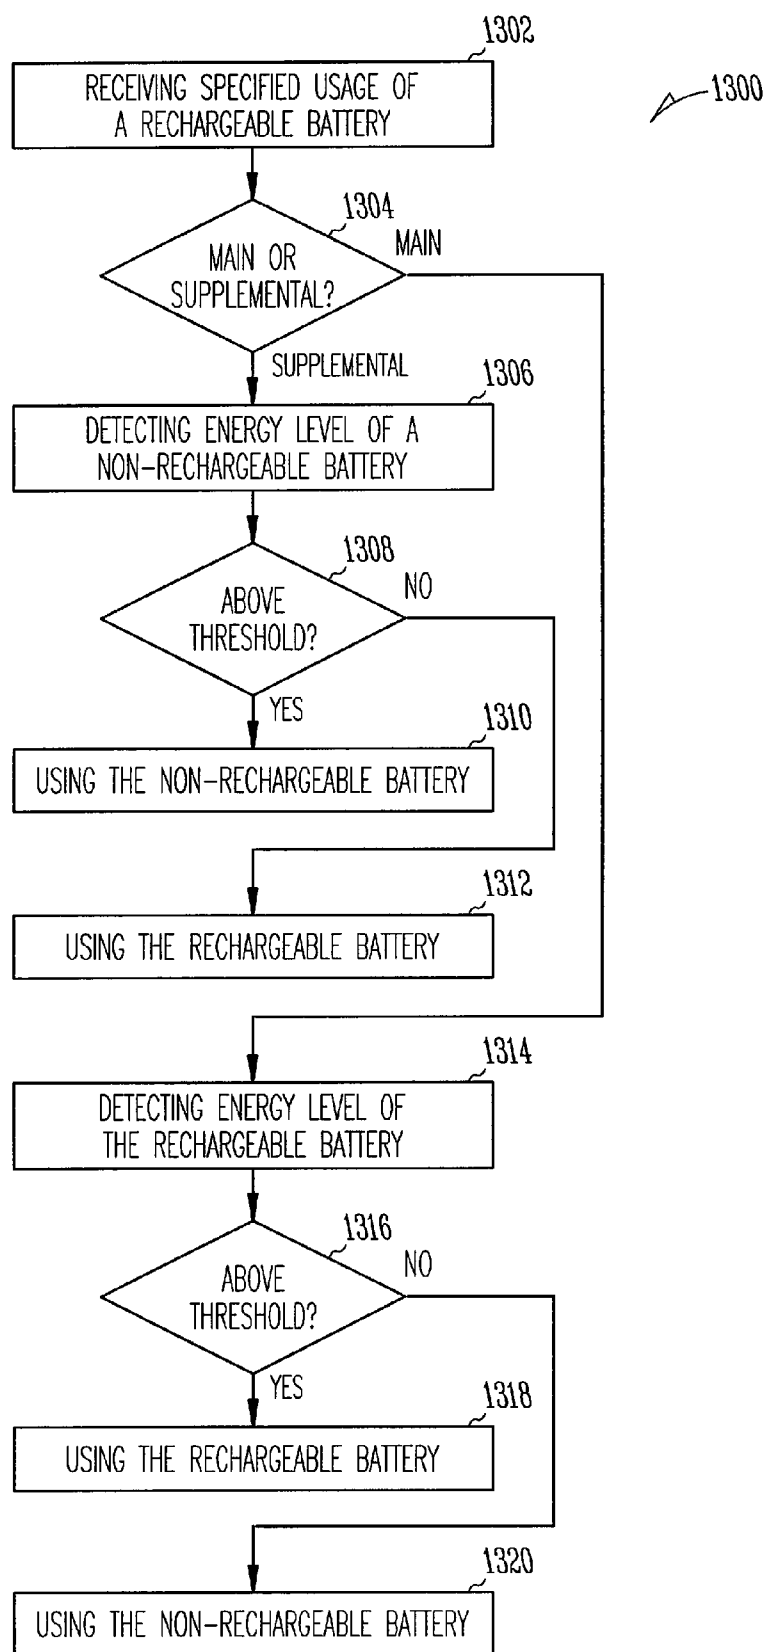 1302
RECEIVING SPECIFIED USAGE OF
A RECHARGEABLE BATTERY
1300
1304
MAIN OR
SUPPLEMENTAL?
MAIN
SUPPLEMENTAL
1306
DETECTING ENERGY LEVEL OF A
NON-RECHARGEABLE BATTERY
1308
ABOVE
THRESHOLD?
NO
YES
1310
USING THE NON-RECHARGEABLE BATTERY
1312
USING THE RECHARGEABLE BATTERY
1314
DETECTING ENERGY LEVEL OF
THE RECHARGEABLE BATTERY
1316
ABOVE
THRESHOLD?
NO
YES
1318
USING THE RECHARGEABLE BATTERY
1320
USING THE NON-RECHARGEABLE BATTERY